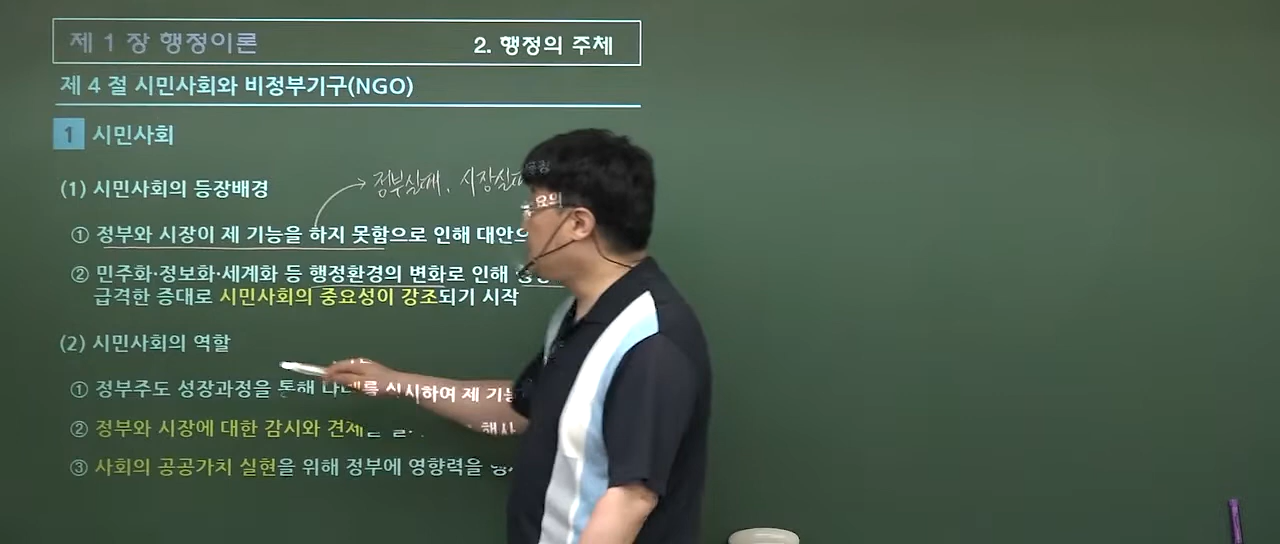 제 1 장 행정이론
2. 행정의 주체
제 4 절 시민사회와 비정부기구(NGO)
1 시민사회
(1) 시민사회의 등장배경
정부실패, 시장실패
① 정부와 시장이 제 기능을 하지 못함으로 인해
② 민주화·정보화·세계화 등 행정환경의 변화로 인해
급격한 증대로 시민사회의 중요성이 강조되기 시작
(2) 시민사회의 역할
① 정부주도 성장과정을 통해 실시하여 제
② 정부와 시장에 대한 감시와 견제
③ 사회의 공공가치 실현을 위해 정부에 영향력을